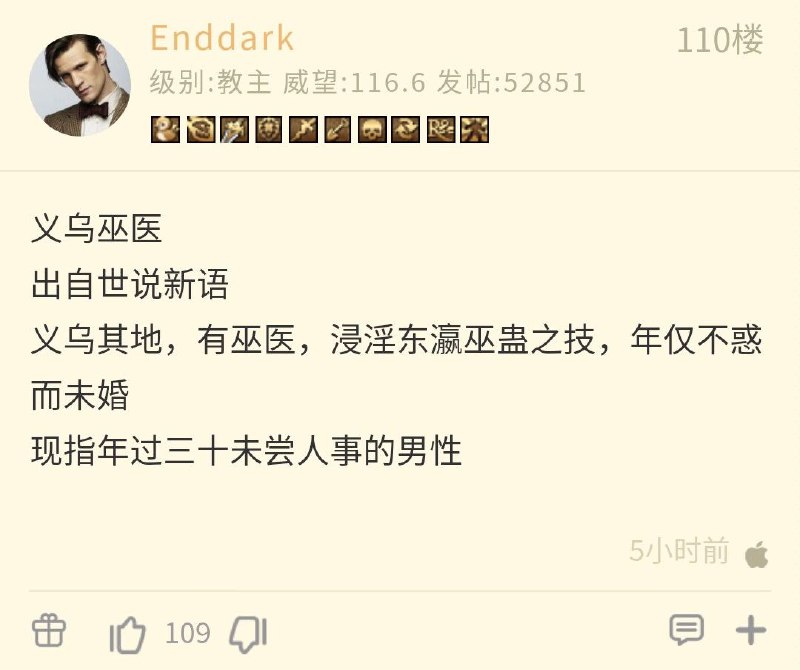 Enddark
110楼
级别:教主 威望:116.6 发帖:52851
义乌巫医
出自世说新语
义乌其地，有巫医，浸淫东瀛巫蛊之技，年仅不惑
而未婚
现指年过三十未尝人事的男性
5小时前
109